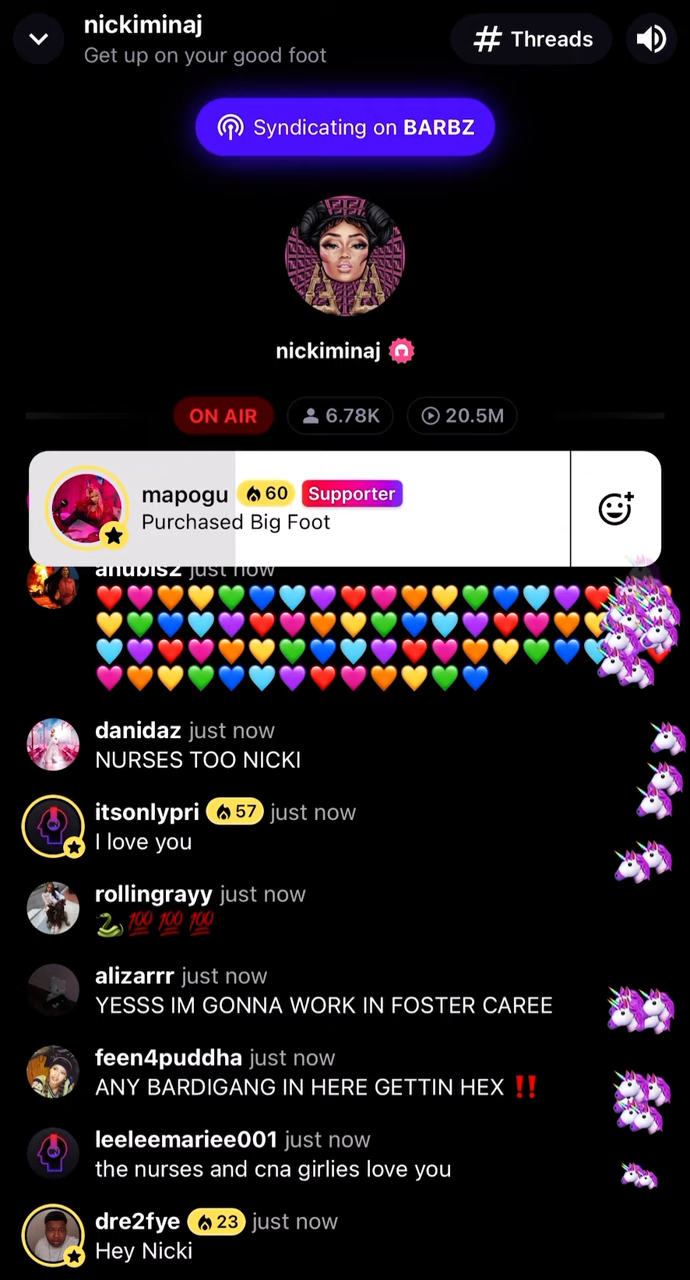 nickiminaj
Get up on your good foot
# Threads
Syndicating on BARBZ
nickiminaj
ON AIR
6.78K
20.5M
mapogu 60 Supporter
Purchased Big Foot
anubis2 just now
danidaz just now
NURSES TOO NICKI
itsonlypri 57 just now
I love you
rollingrayy just now
🐍💯💯💯
alizarrr just now
YESSS IM GONNA WORK IN FOSTER CAREE
feen4puddha just now
ANY BARDIGANG IN HERE GETTIN HEX ‼️
leeleemariee001 just now
the nurses and cna girlies love you
dre2fye 23 just now
Hey Nicki